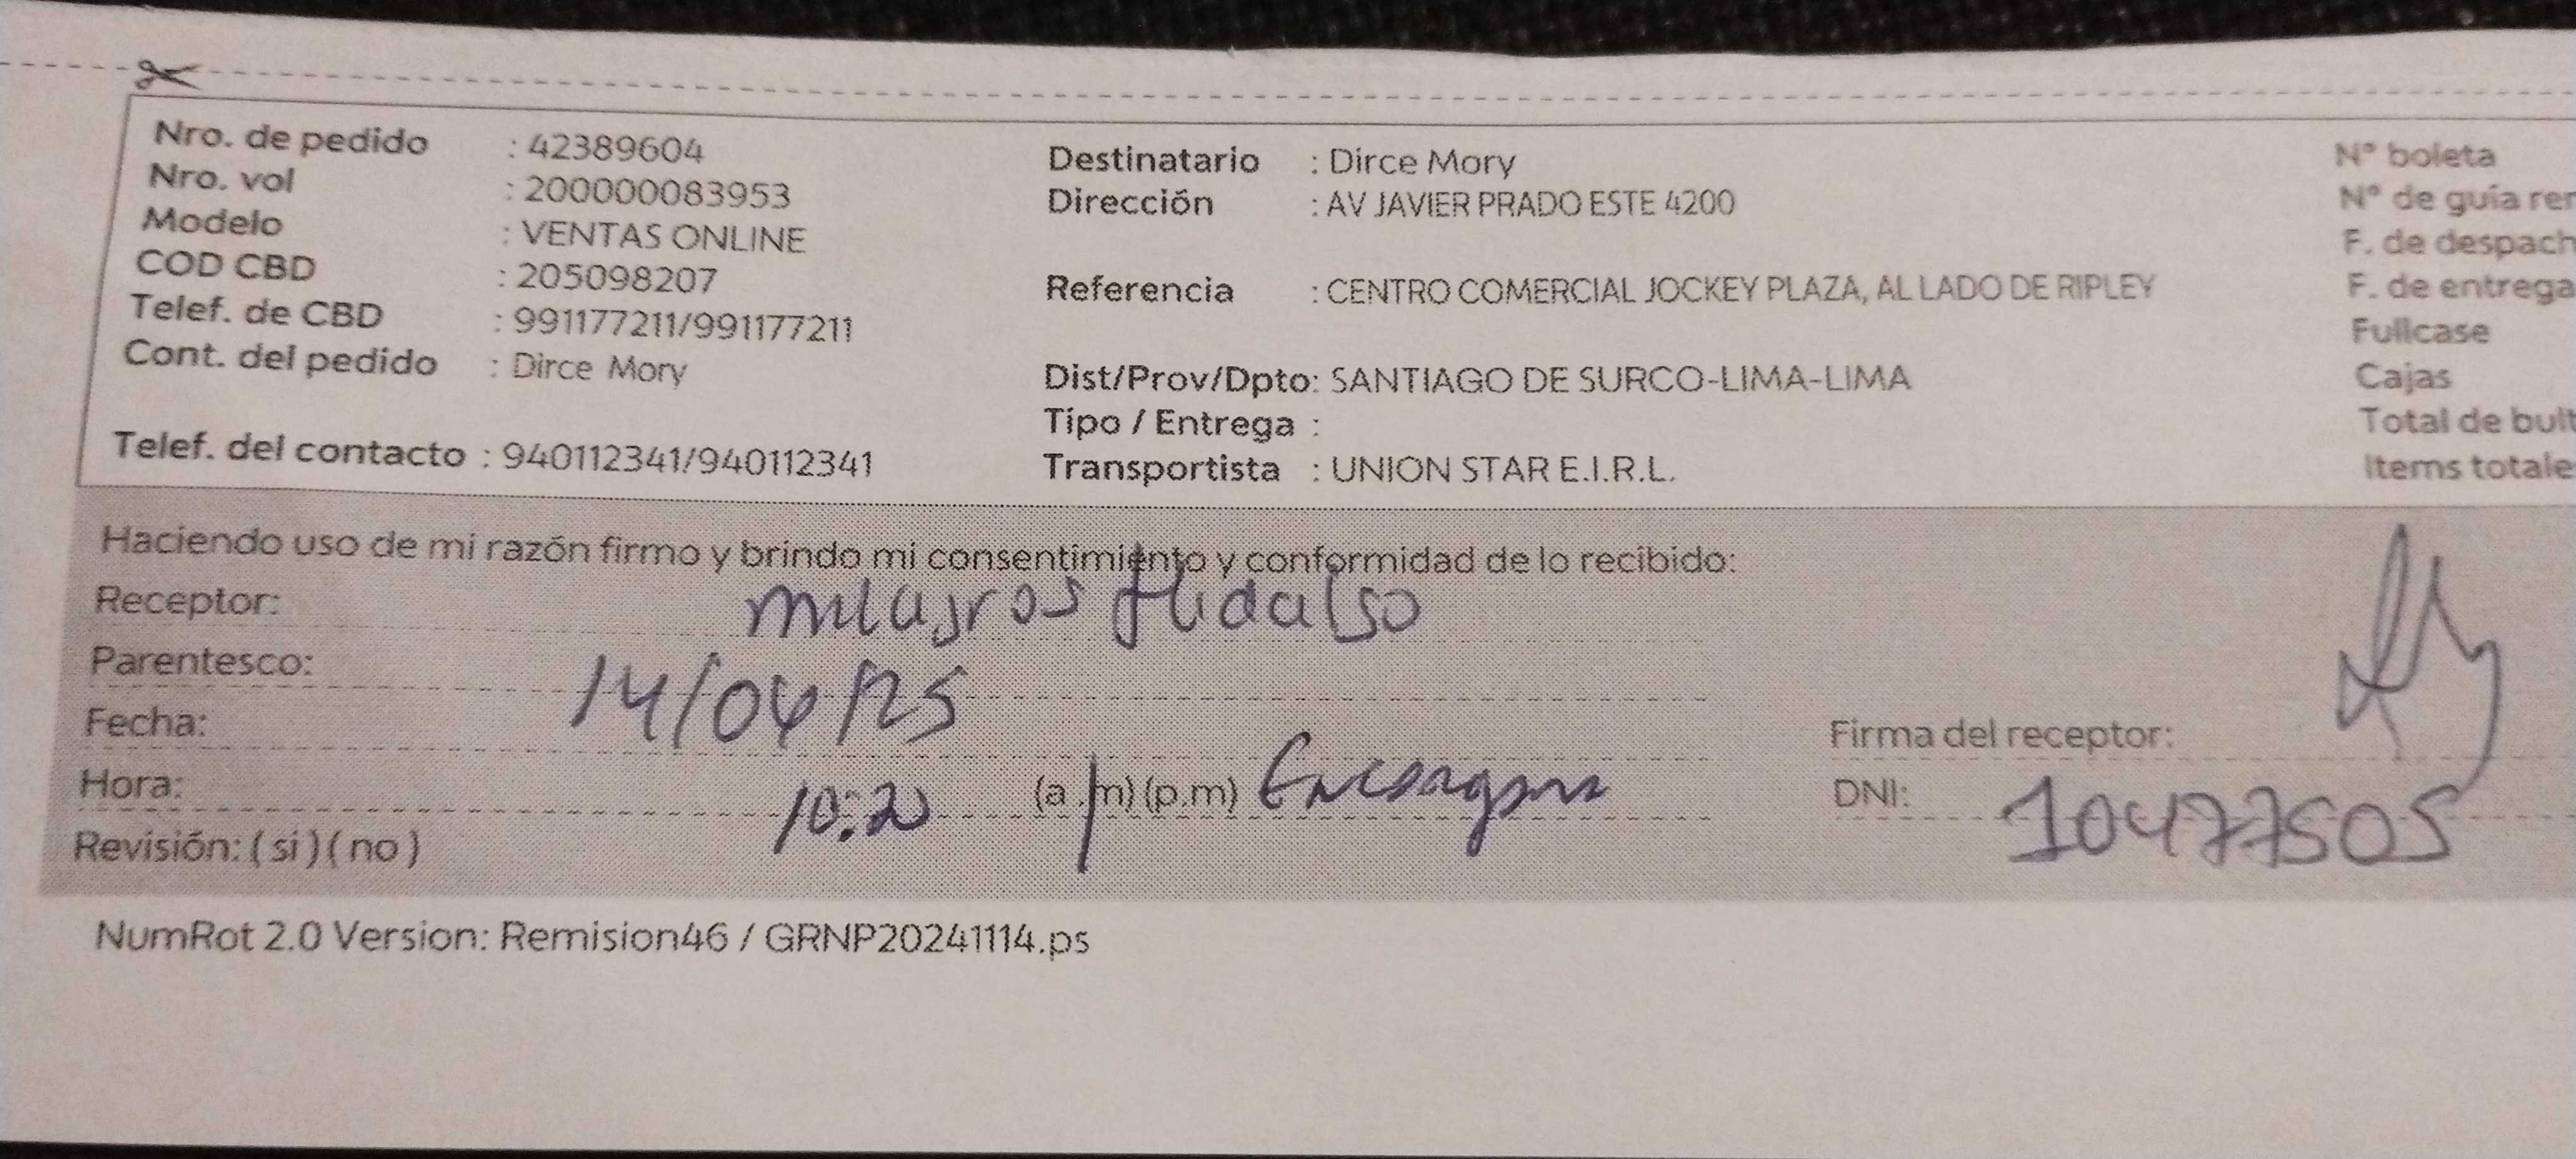 Nro. de pedido : 42389604
Nro. vol : 200000083953
Modelo : VENTAS ONLINE
COD CBD : 205098207
Telef. de CBD : 991177211/991177211
Cont. del pedido : Dirce Mory
Telef. del contacto : 940112341/940112341
Destinatario : Dirce Mory
Dirección : AV JAVIER PRADO ESTE 4200
Referencia : CENTRO COMERCIAL JOCKEY PLAZA, AL LADO DE RIPLEY
Dist/Prov/Dpto: SANTIAGO DE SURCO-LIMA-LIMA
Tipo / Entrega :
Transportista : UNION STAR E.I.R.L.
N° boleta
N° de guía rem
F. de despach
F. de entrega
Fullcase
Cajas
Total de bult
Items totale
Haciendo uso de mi razón firmo y brindo mi consentimiento y conformidad de lo recibido:
Receptor: milagros Hidalgo
Parentesco:
Fecha: 14/04/25
Hora: 10:20 (a .m) (p.m)
Revisión: ( si ) ( no )
Firma del receptor:
DNI: 10477505
NumRot 2.0 Version: Remision46 / GRNP20241114.ps